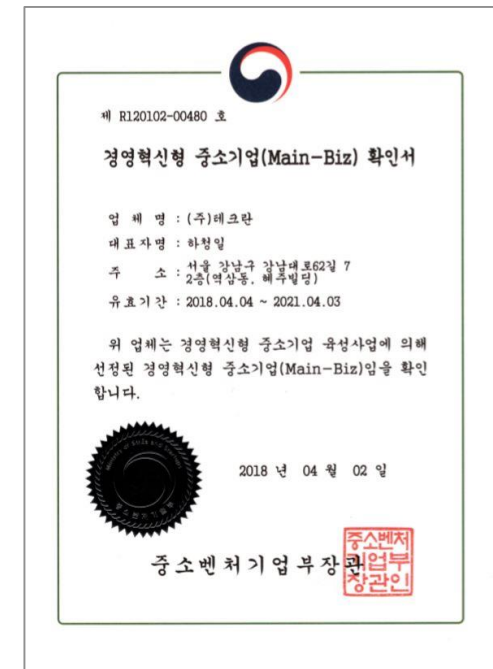 제 R120102-00480 호
경영혁신형 중소기업(Main-Biz) 확인서
업 체 명 : (주)테크란
대표자명 : 하청일
주 소 : 서울 강남구 강남대로62길 7
2층(역삼동, 혜주빌딩)
유효기간 : 2018.04.04 ~ 2021.04.03
위 업체는 경영혁신형 중소기업 육성사업에 의해
선정된 경영혁신형 중소기업(Main-Biz)임을 확인
합니다.
2018 년 04 월 02 일
중소벤처기업부장관
중소벤처
기업부
장관인